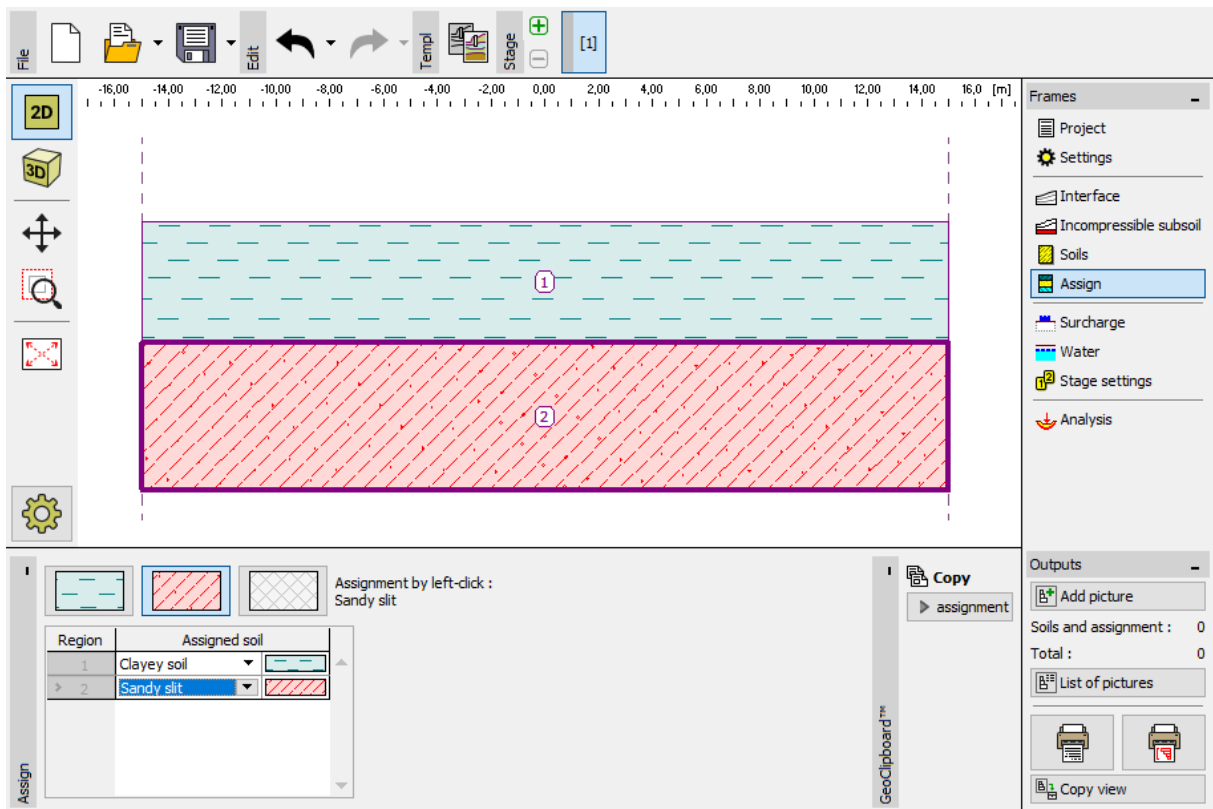 File
Edit
Templ
Stage
[1]
2D
3D
-16,00 -14,00 -12,00 -10,00 -8,00 -6,00 -4,00 -2,00 0,00 2,00 4,00 6,00 8,00 10,00 12,00 14,00 16,0 [m]
1
2
Frames
Project
Settings
Interface
Incompressible subsoil
Soils
Assign
Surcharge
Water
Stage settings
Analysis
Assign
Assignment by left-click :
Sandy slit
Region Assigned soil
1 Clayey soil
2 Sandy slit
GeoClipboard™
Copy
assignment
Outputs
Add picture
Soils and assignment : 0
Total : 0
List of pictures
Copy view